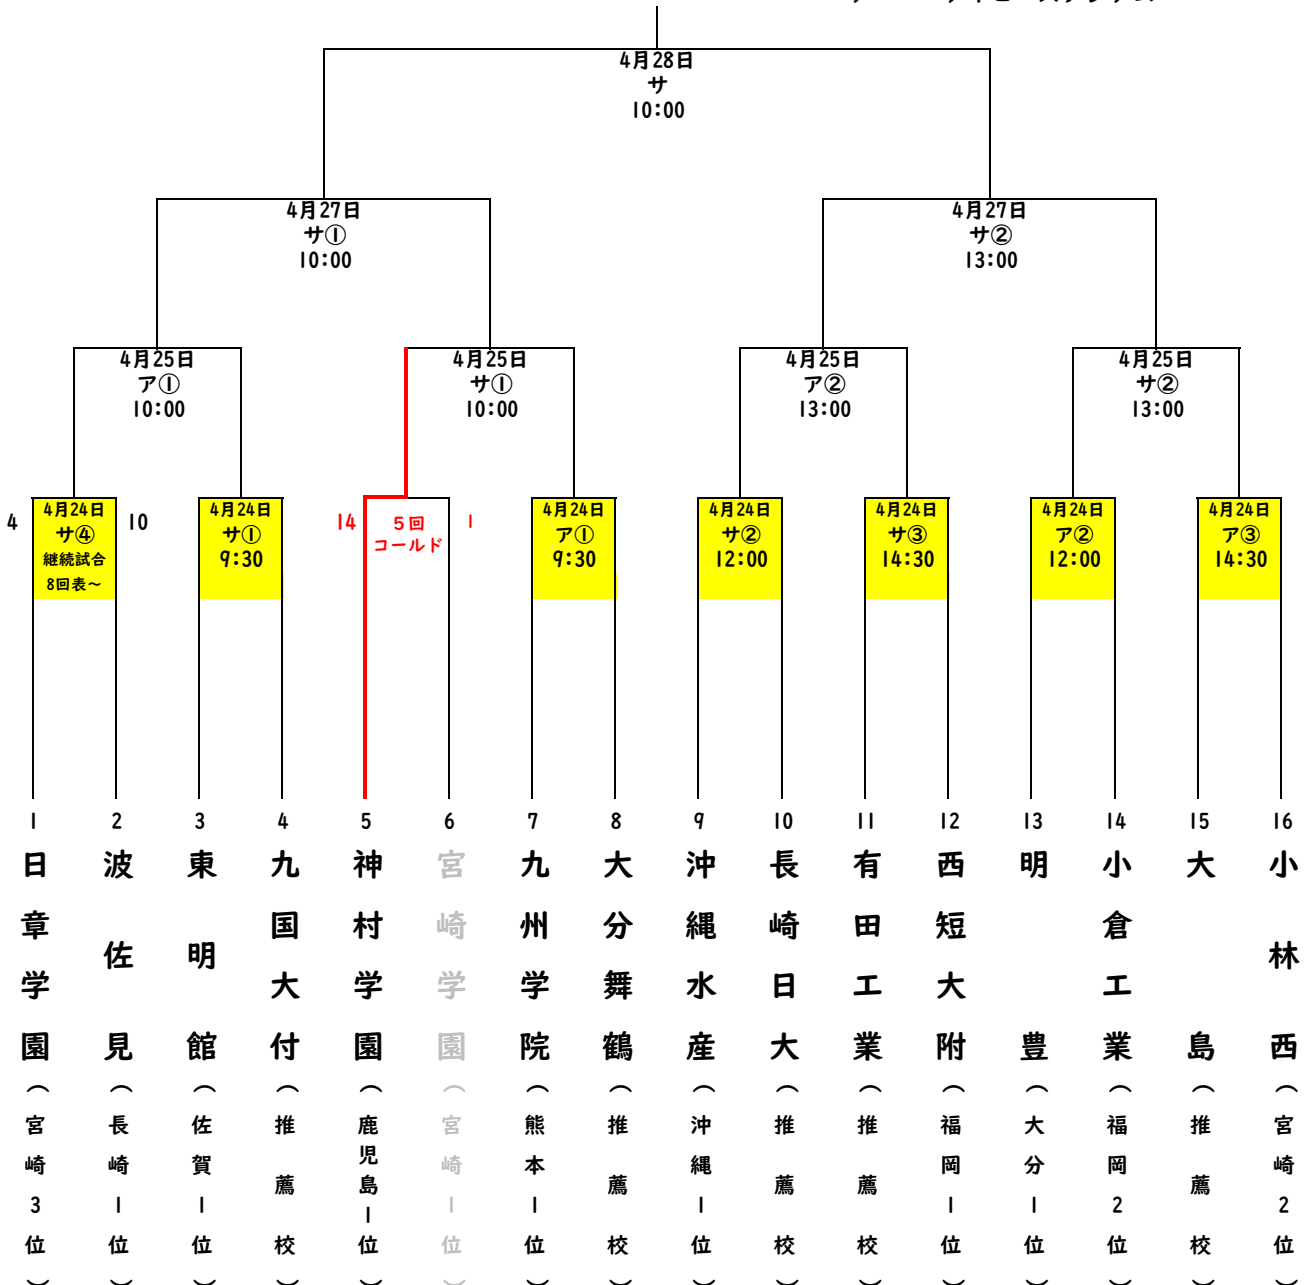 4月28日
サ
10:00
4月27日
サ①
10:00
4月27日
サ②
13:00
4月25日
ア①
10:00
4月25日
サ①
10:00
4月25日
ア②
13:00
4月25日
サ②
13:00
4
4月24日
サ④
継続試合
8回表~
10
4月24日
サ①
9:30
14
5回
コールド
1
4月24日
ア①
9:30
4月24日
サ②
12:00
4月24日
サ③
14:30
4月24日
ア②
12:00
4月24日
ア③
14:30
1
日章学園(宮崎3位)
2
波佐見(長崎1位)
3
東明館(佐賀1位)
4
九国大付(推薦校)
5
神村学園(鹿児島1位)
6
宮崎学園(宮崎1位)
7
九州学院(熊本1位)
8
大分舞鶴(推薦校)
9
沖縄水産(沖縄1位)
10
長崎日大(推薦校)
11
有田工業(推薦校)
12
西短大附(福岡1位)
13
明豊(大分1位)
14
小倉工業(福岡2位)
15
大島(推薦校)
16
小林西(宮崎2位)